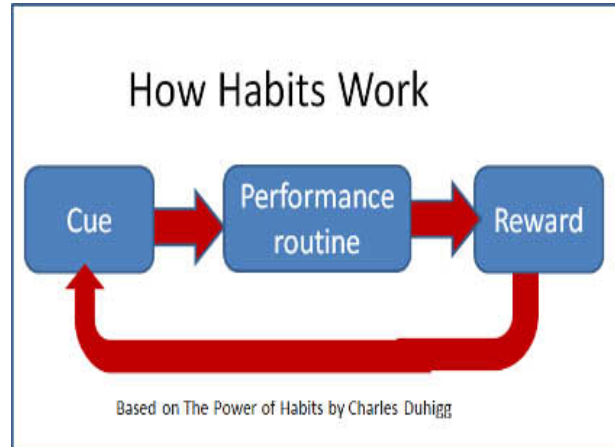 How Habits Work
Cue
Performance
routine
Reward
Based on The Power of Habits by Charles Duhigg